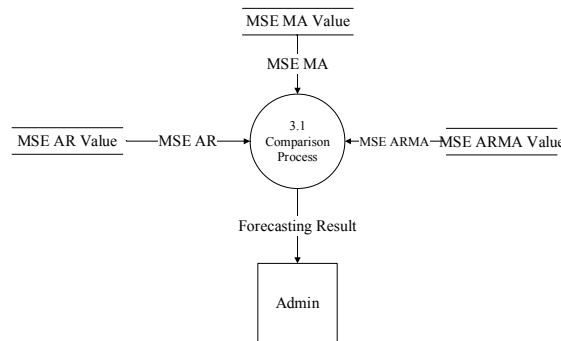 MSE MA Value
MSE MA
3.1
Comparison
Process
MSE AR Value
MSE AR
MSE ARMA
MSE ARMA Value
Forecasting Result
Admin